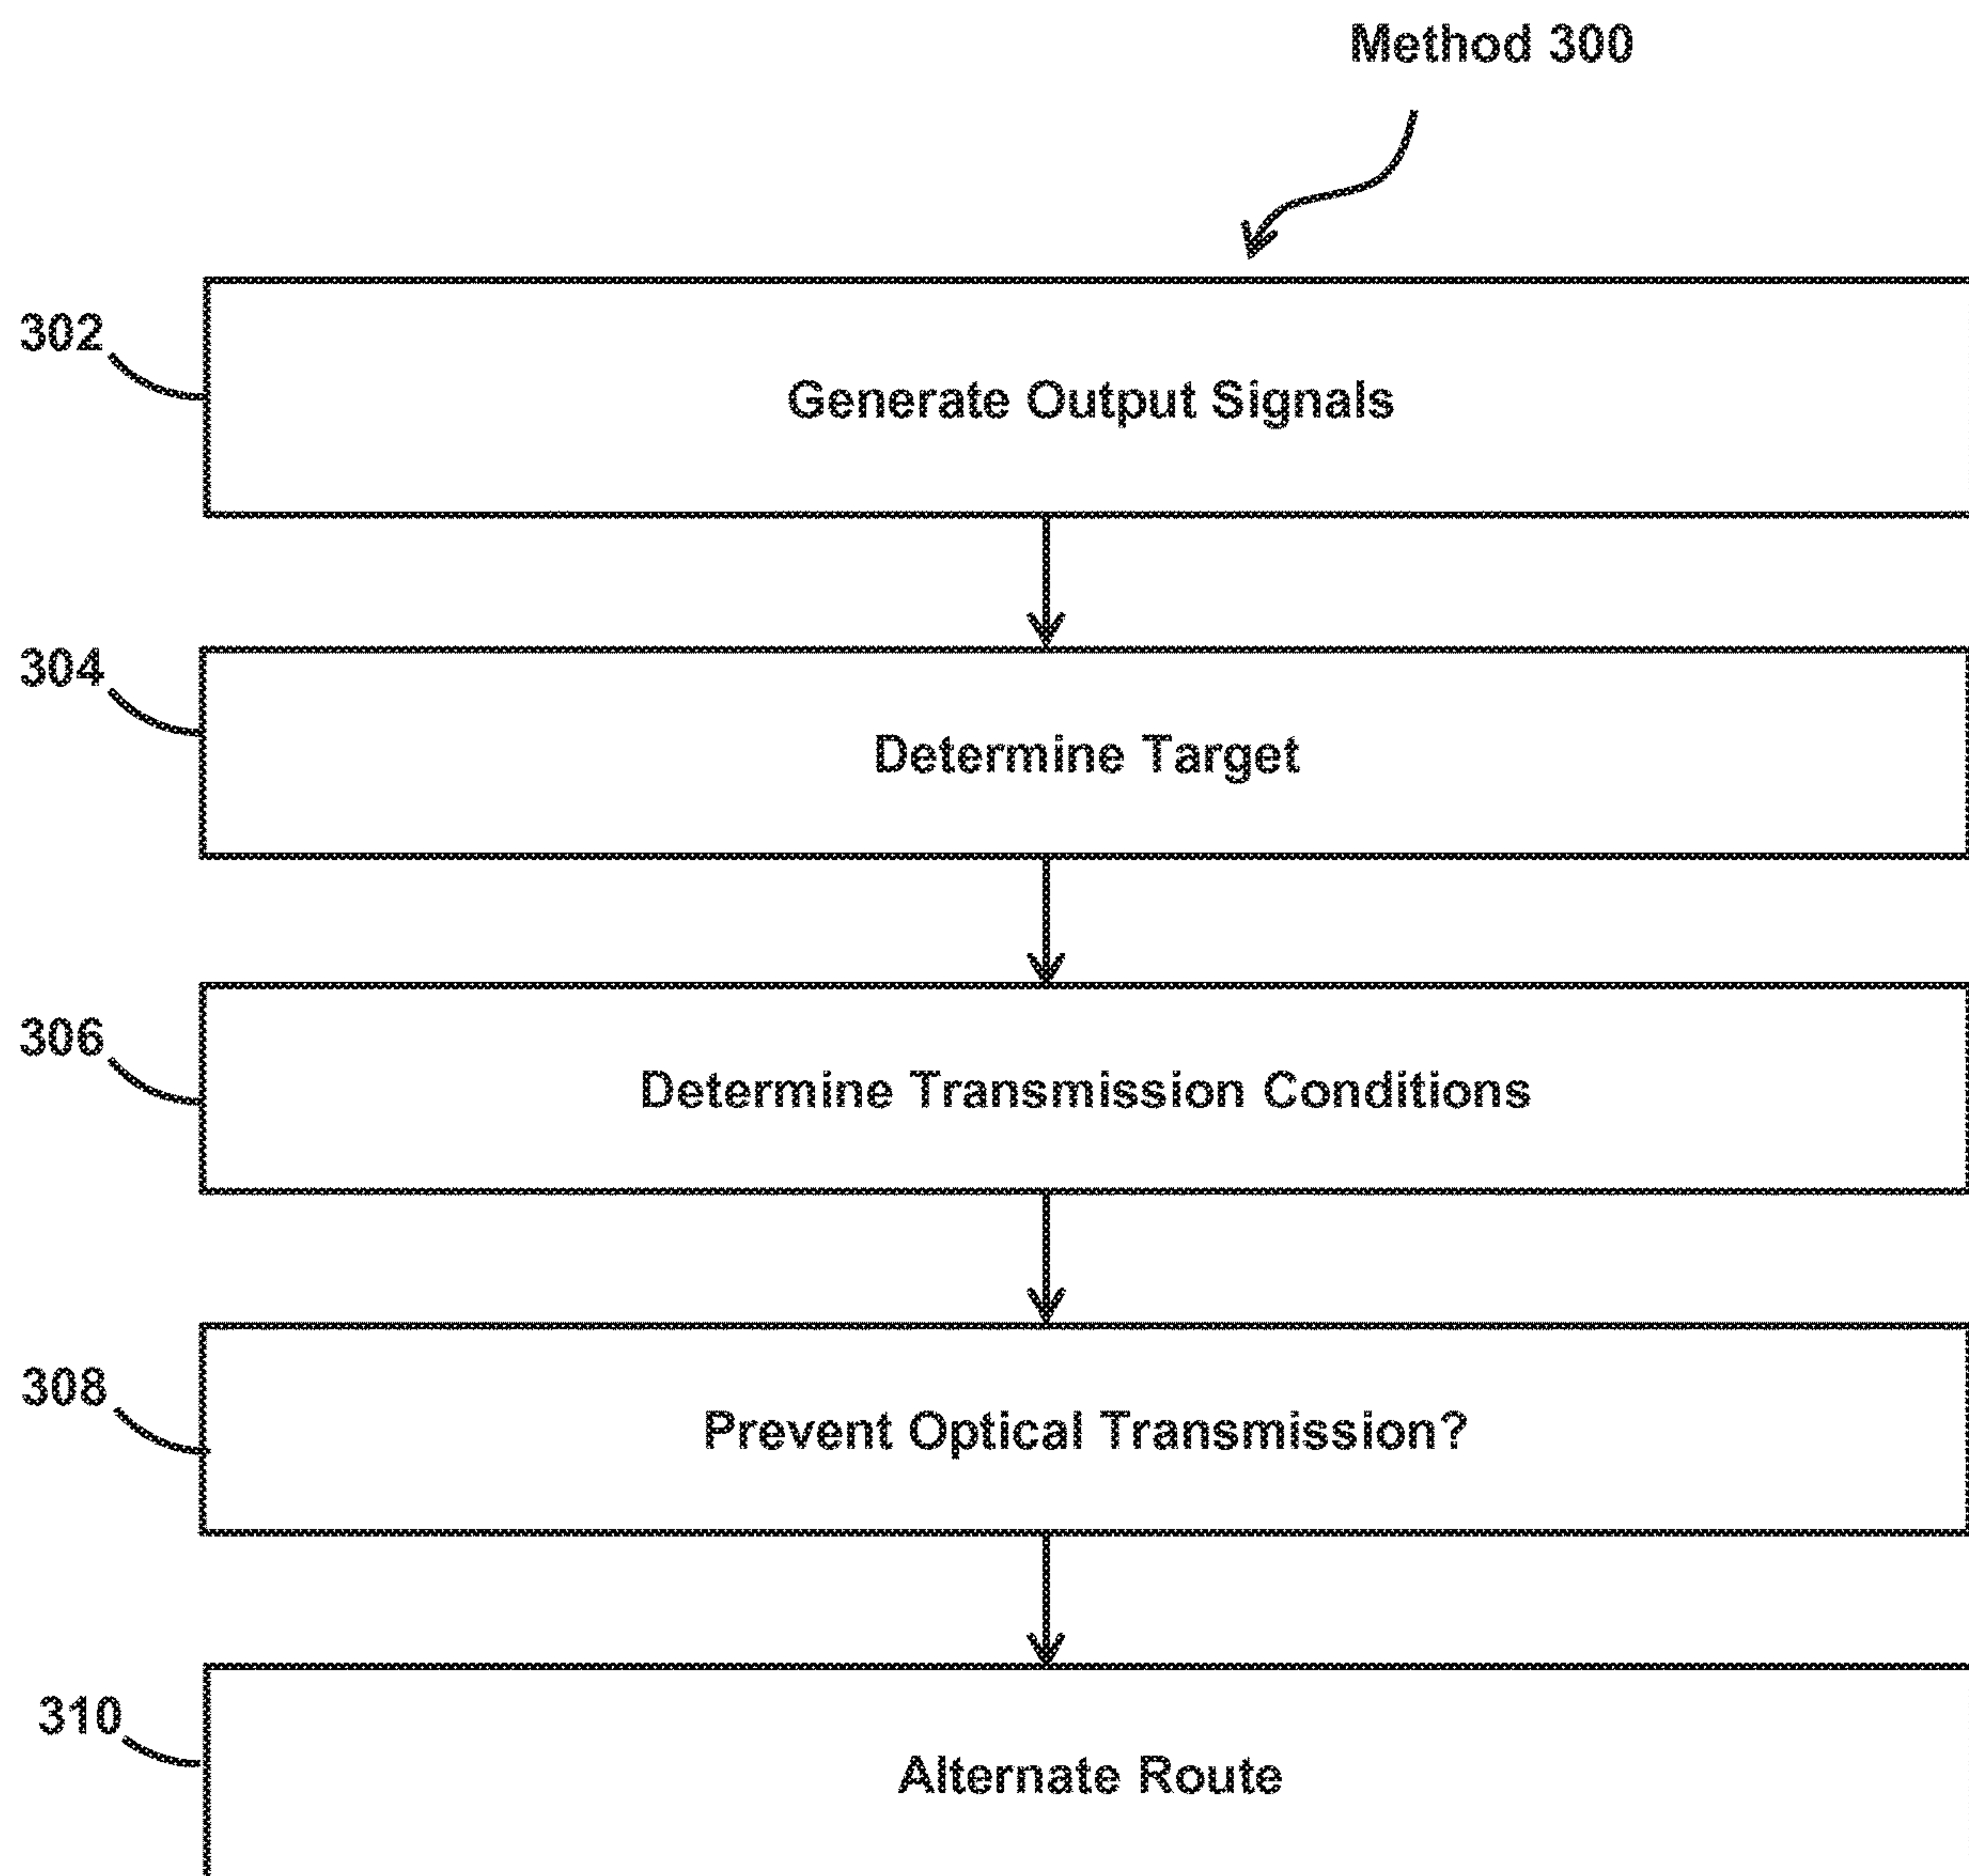 Method 300
302
Generate Output Signals
304
Determine Target
306
Determine Transmission Conditions
308
Prevent Optical Transmission?
310
Alternate Route